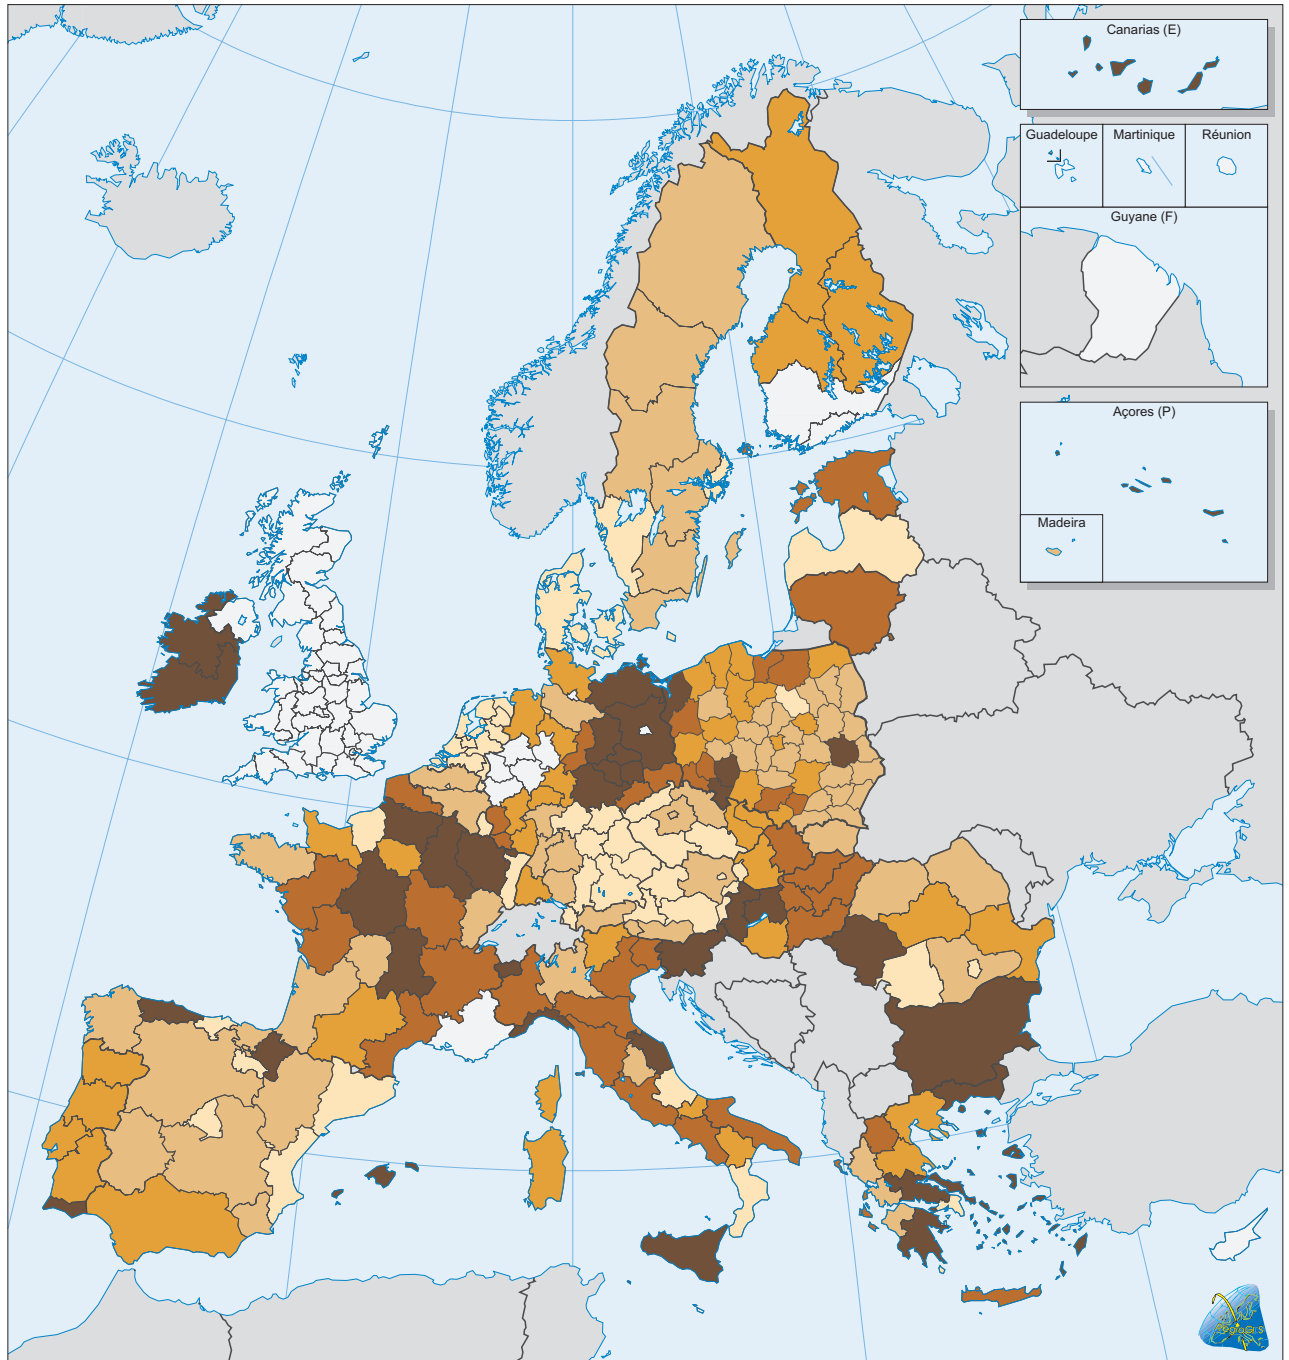 Canarias (E)
Guadeloupe
Martinique
Réunion
Guyane (F)
Açores (P)
Madeira